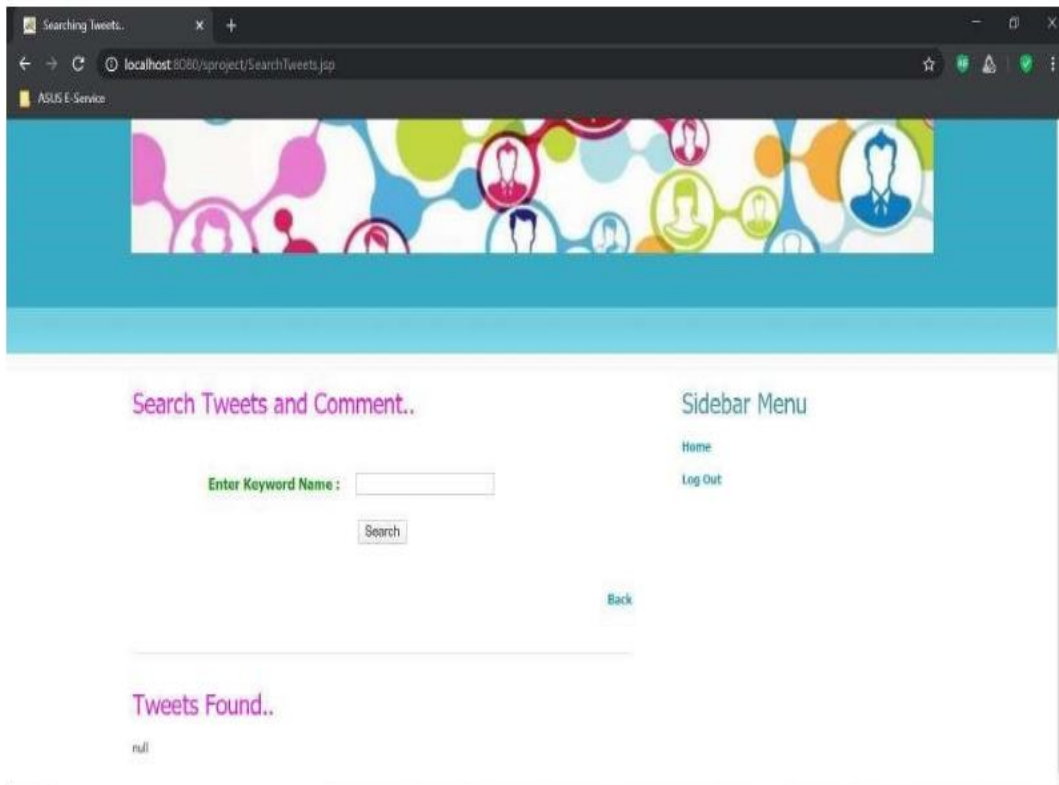 Searching Tweets..
localhost:8080/sproject/SearchTweets.jsp
ASUS E-Service
Search Tweets and Comment..
Enter Keyword Name :
Search
Back
Tweets Found..
null
Sidebar Menu
Home
Log Out